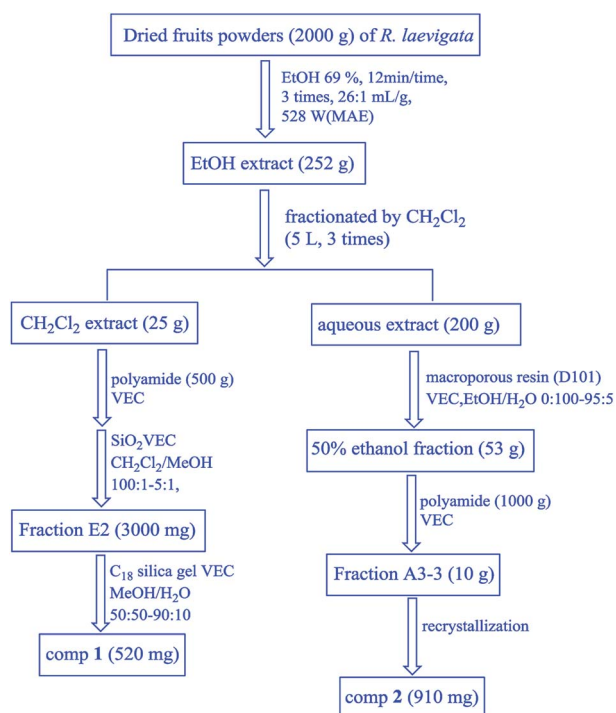 Dried fruits powders (2000 g) of R. laevigata
EtOH 69 %, 12min/time,
3 times, 26:1 mL/g,
528 W(MAE)
EtOH extract (252 g)
fractionated by CH₂Cl₂
(5 L, 3 times)
CH₂Cl₂ extract (25 g)
polyamide (500 g)
VEC
SiO₂VEC
CH₂Cl₂/MeOH
100:1-5:1,
Fraction E2 (3000 mg)
C₁₈ silica gel VEC
MeOH/H₂O
50:50-90:10
comp 1 (520 mg)
aqueous extract (200 g)
macroporous resin (D101)
VEC,EtOH/H₂O 0:100-95:5
50% ethanol fraction (53 g)
polyamide (1000 g)
VEC
Fraction A3-3 (10 g)
recrystallization
comp 2 (910 mg)